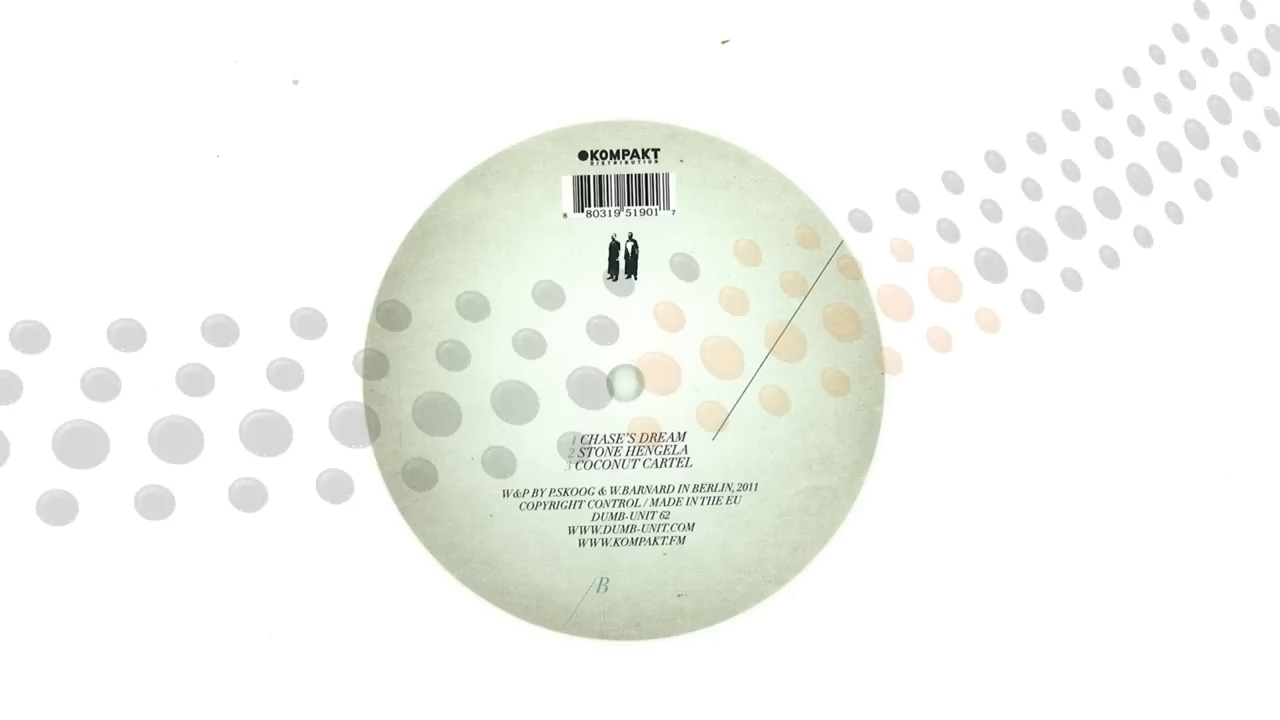 KOMPAKT
DISTRIBUTION
8 80319 51901 7
1 CHASE'S DREAM
2 STONE HENGELA
3 COCONUT CARTEL
W&P BY P.SKOOG & W.BARNARD IN BERLIN, 2011
COPYRIGHT CONTROL / MADE IN THE EU
DUMB-UNIT 62
WWW.DUMB-UNIT.COM
WWW.KOMPAKT.FM
/B